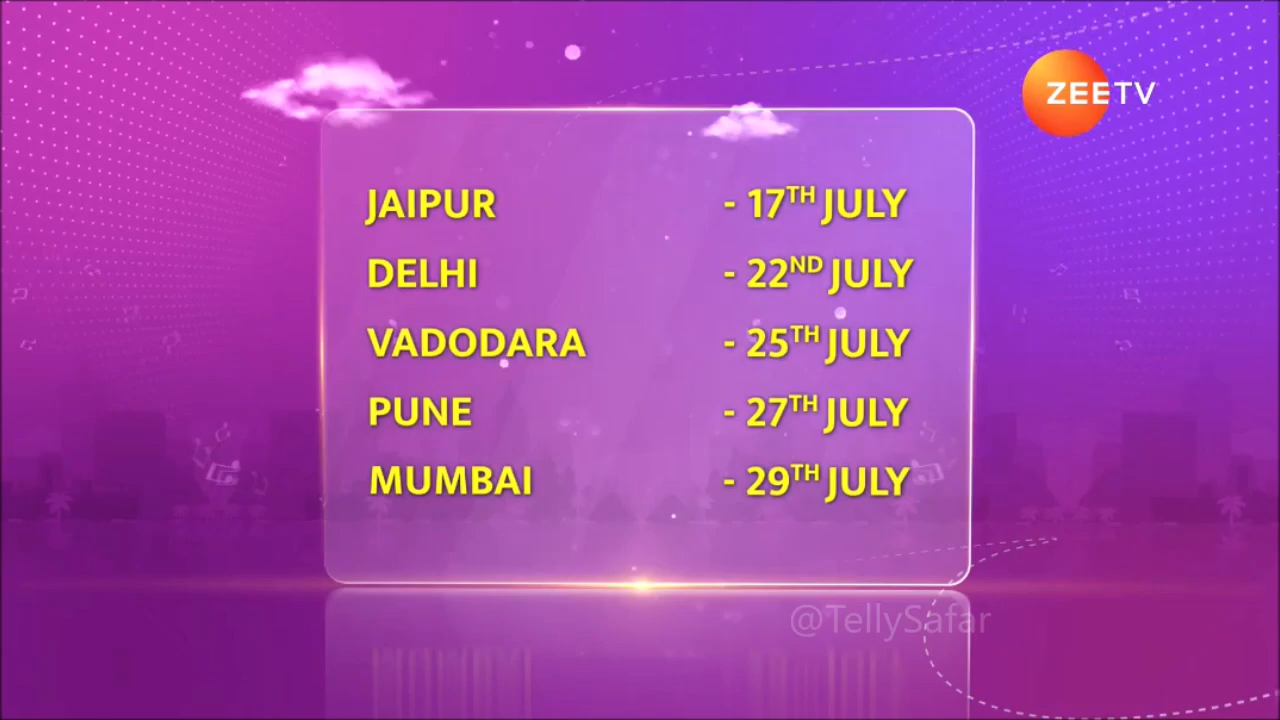 ZEETV
JAIPUR - 17TH JULY
DELHI - 22ND JULY
VADODARA - 25TH JULY
PUNE - 27TH JULY
MUMBAI - 29TH JULY
@TellySafar